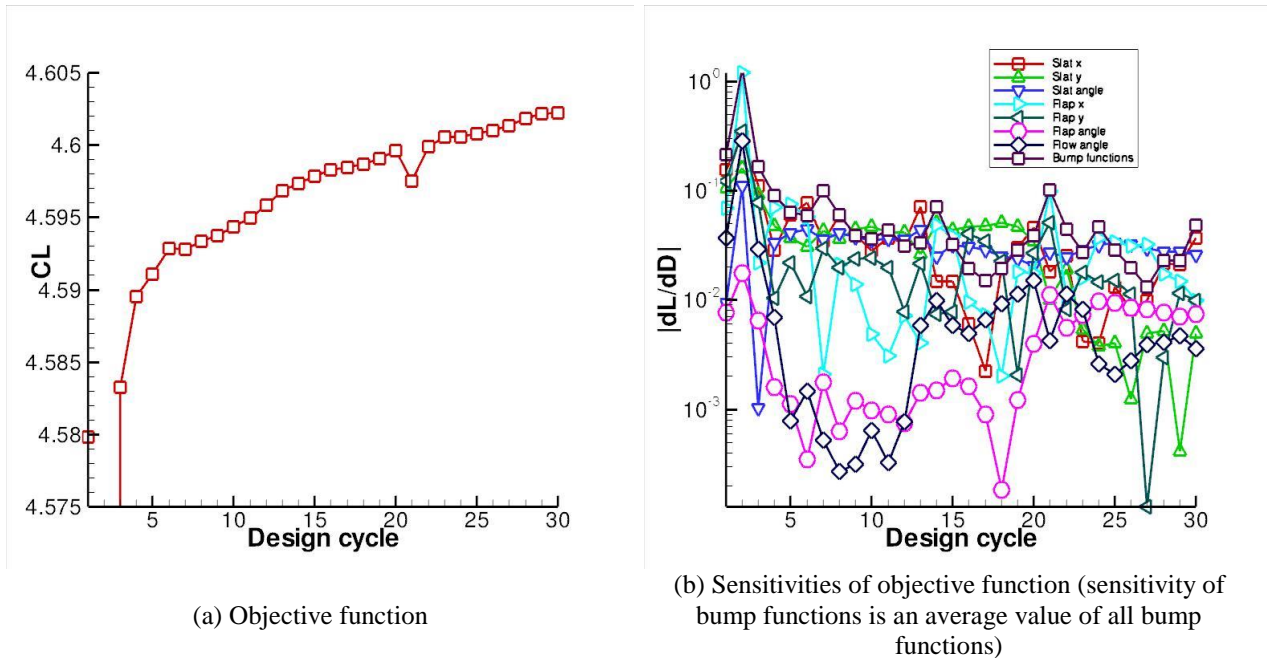 4.605
4.6
4.595
4.59
4.585
4.58
4.575
CL
5
10
15
20
25
30
Design cycle
(a) Objective function
Slat x
Slat y
Slat angle
Flap x
Flap y
Flap angle
Flow angle
Bump functions
10^0
10^-1
10^-2
10^-3
|dL/dD|
5
10
15
20
25
30
Design cycle
(b) Sensitivities of objective function (sensitivity of
bump functions is an average value of all bump
functions)